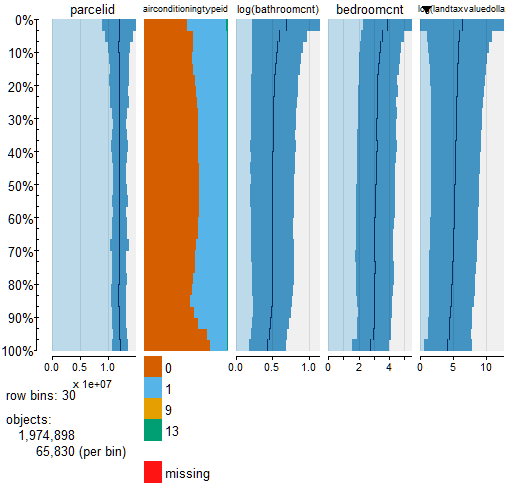 parcelid airconditioningtypeid log(bathroomcnt) bedroomcnt (landtaxvaluedolla
0%
10%
20%
30%
40%
50%
60%
70%
80%
90%
100%
0.0 0.5 1.0 0.0 0.5 1.0 0 2 4 0 5 10
x 1e+07
row bins: 30
objects:
1,974,898
65,830 (per bin)
0
1
9
13
missing